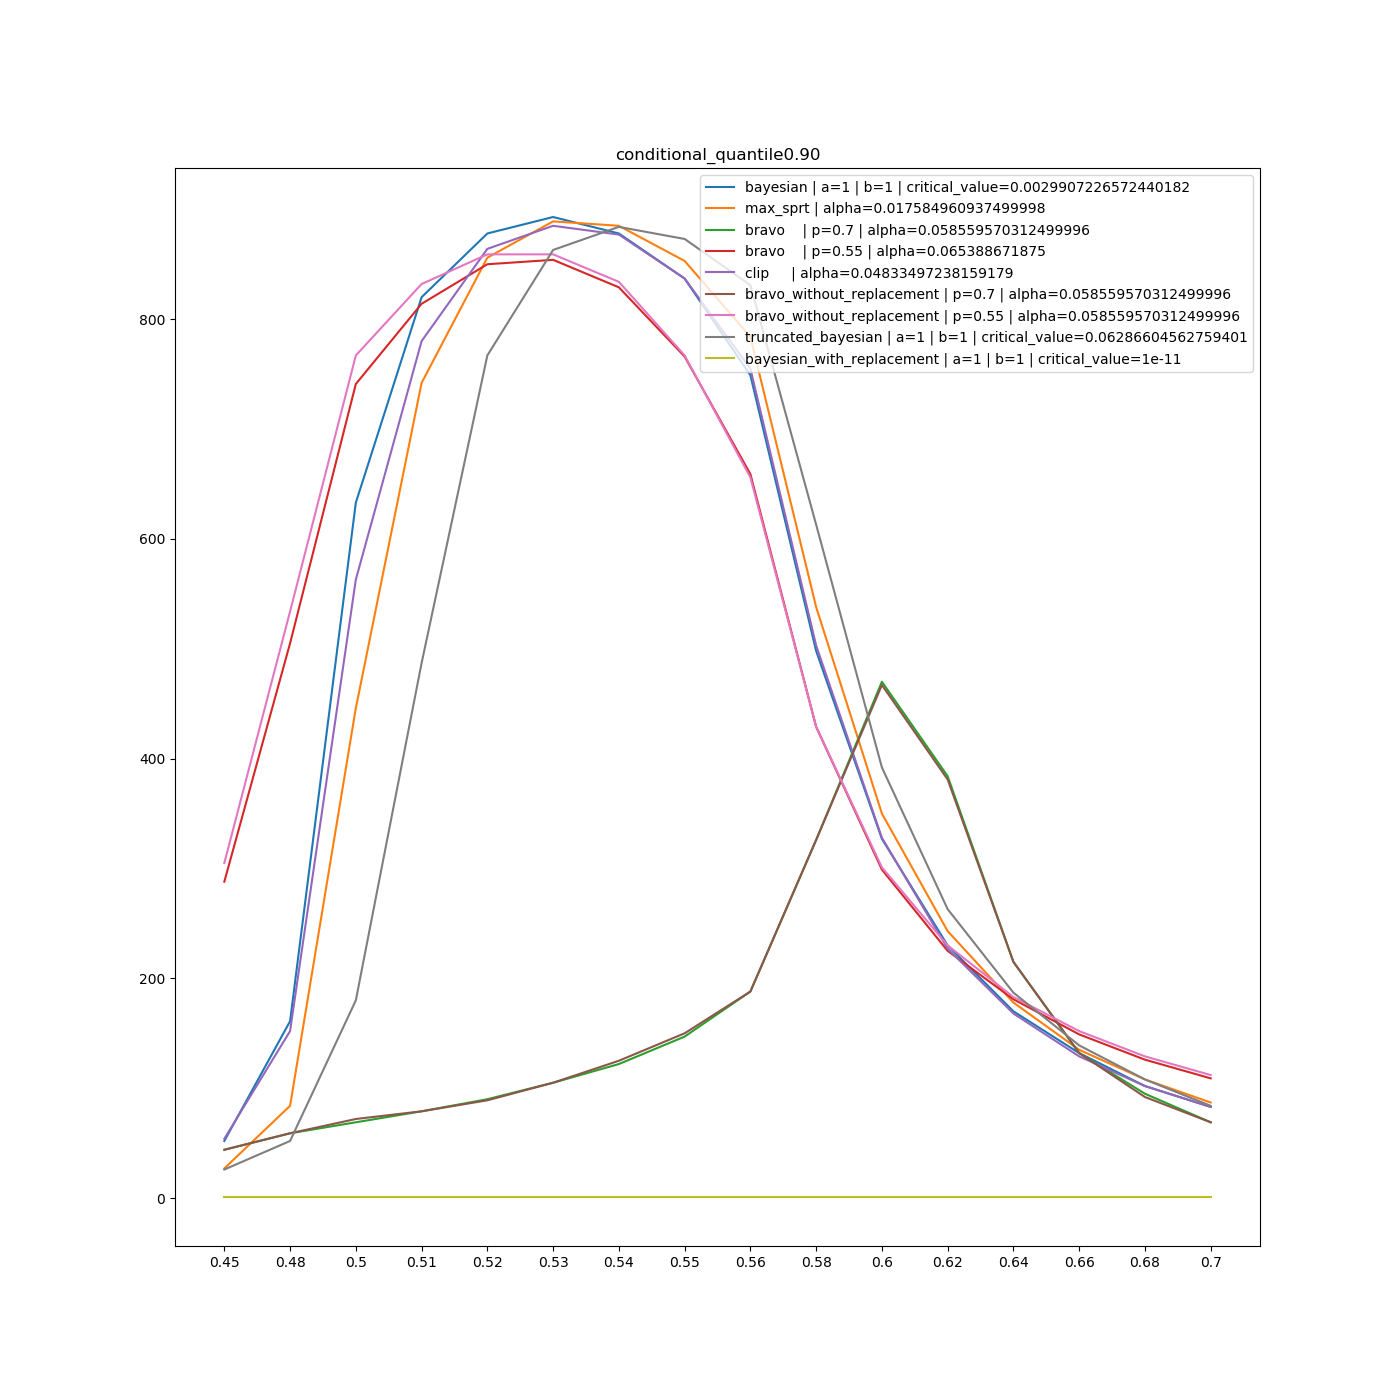 conditional_quantile0.90
bayesian | a=1 | b=1 | critical_value=0.0029907226572440182
max_sprt | alpha=0.017584960937499998
bravo    | p=0.7 | alpha=0.058559570312499996
bravo    | p=0.55 | alpha=0.065388671875
clip     | alpha=0.04833497238159179
bravo_without_replacement | p=0.7 | alpha=0.058559570312499996
bravo_without_replacement | p=0.55 | alpha=0.058559570312499996
truncated_bayesian | a=1 | b=1 | critical_value=0.06286604562759401
bayesian_with_replacement | a=1 | b=1 | critical_value=1e-11
800
600
400
200
0
0.45 0.48 0.5 0.51 0.52 0.53 0.54 0.55 0.56 0.58 0.6 0.62 0.64 0.66 0.68 0.7